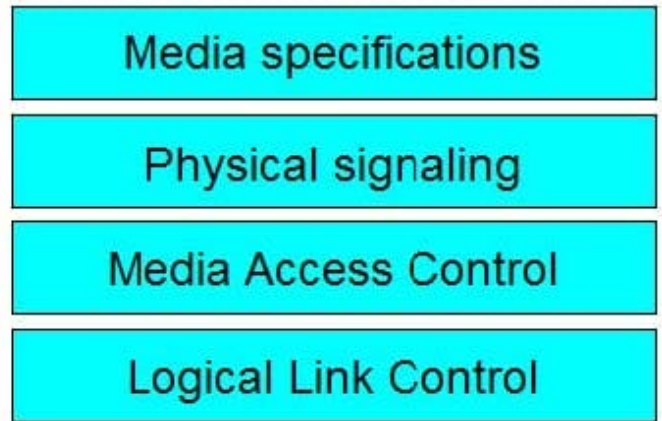 Media specifications
Physical signaling
Media Access Control
Logical Link Control